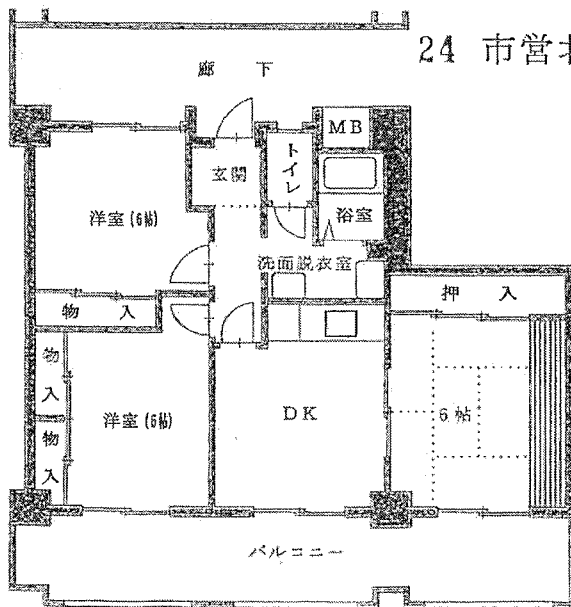 24 市営
廊 下
MB
トイレ
玄関
浴室
洋室(6帖)
洗面脱衣室
物 入
押 入
物入
洋室(6帖)
DK
6帖
物入
バルコニー